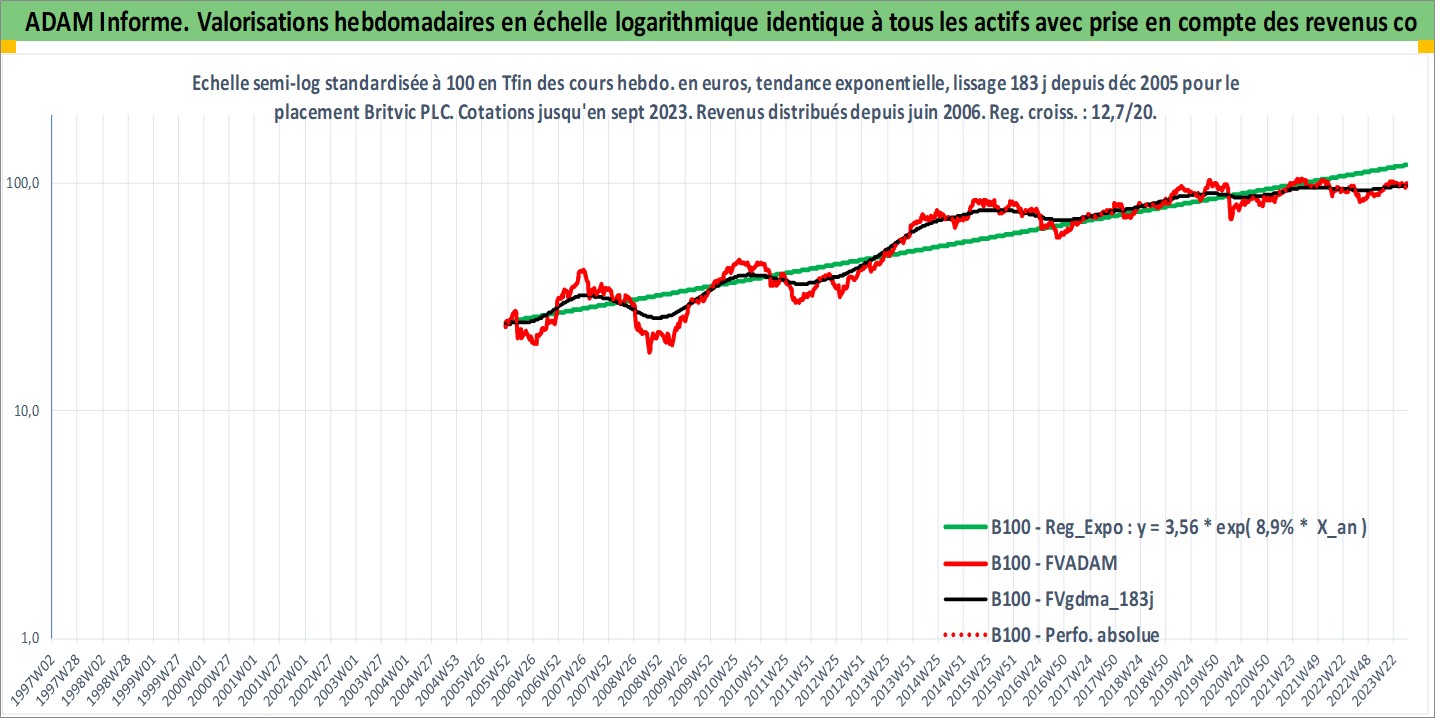 ADAM Informe. Valorisations hebdomadaires en échelle logarithmique identique à tous les actifs avec prise en compte des revenus co
Echelle semi-log standardisée à 100 en Tfin des cours hebdo. en euros, tendance exponentielle, lissage 183 j depuis déc 2005 pour le
placement Britvic PLC. Cotations jusqu'en sept 2023. Revenus distribués depuis juin 2006. Reg. croiss. : 12,7/20.
100,0
10,0
1,0
B100 - Reg_Expo : y = 3,56 * exp( 8,9% * X_an )
B100 - FVADAM
B100 - FVgdma_183j
B100 - Perfo. absolue
1997W02
1997W28
1998W02
1998W28
1999W01
1999W27
2000W01
2000W27
2001W01
2001W27
2002W01
2002W27
2003W01
2003W27
2004W01
2004W27
2004W53
2005W26
2005W52
2006W26
2006W52
2007W26
2007W52
2008W26
2008W52
2009W26
2009W52
2010W25
2010W51
2011W25
2011W51
2012W25
2012W51
2013W25
2013W51
2014W25
2014W51
2015W25
2015W51
2016W24
2016W50
2017W24
2017W50
2018W24
2018W50
2019W24
2019W50
2020W24
2020W50
2021W23
2021W49
2022W22
2022W48
2023W22